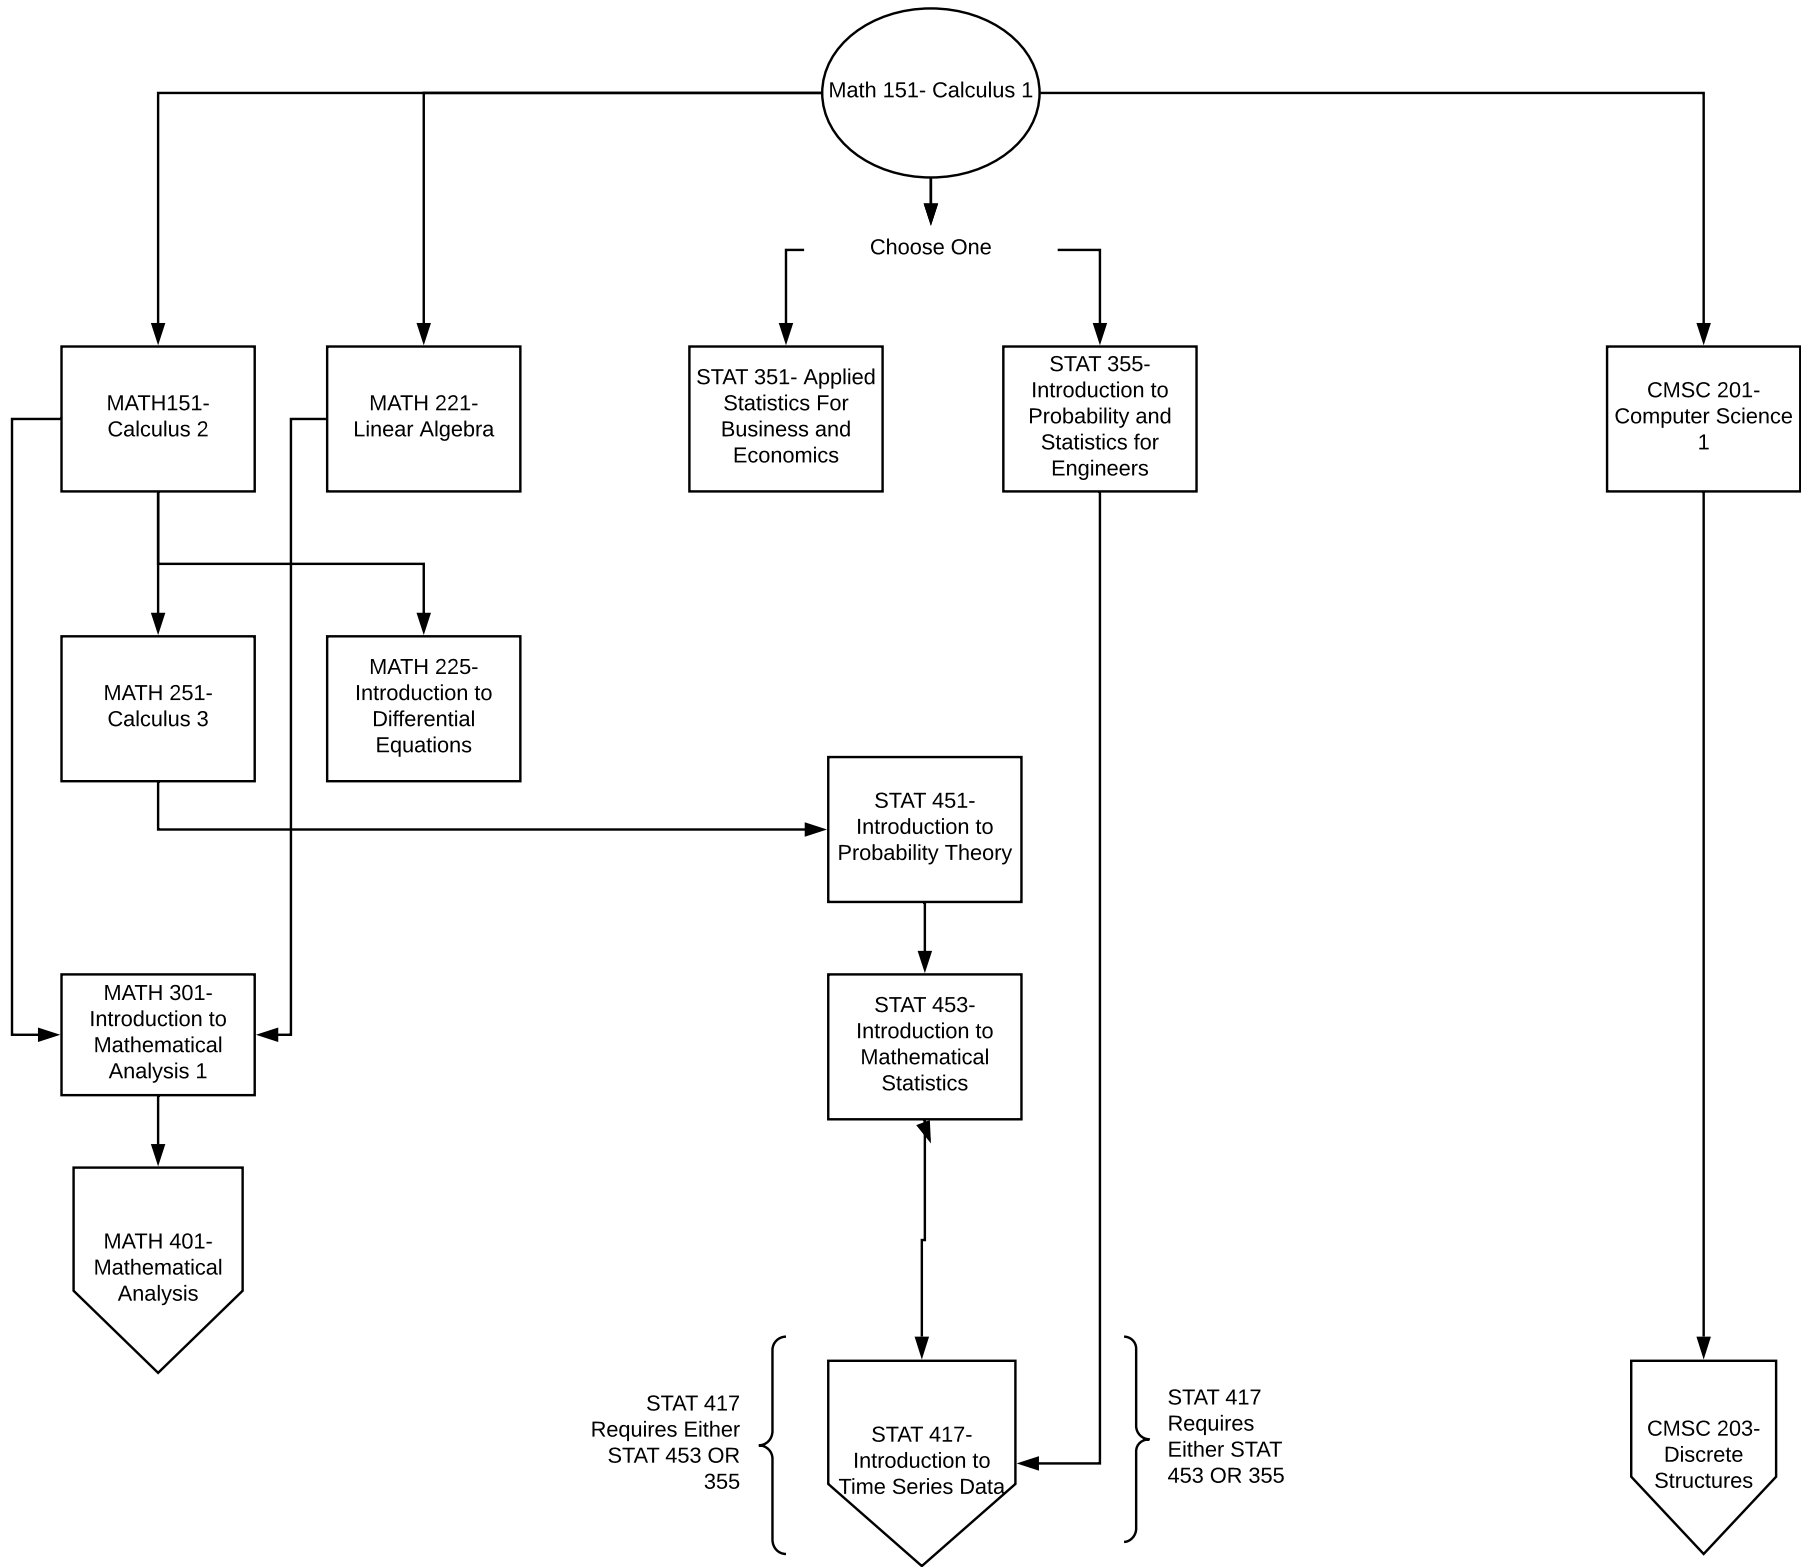 Math 151- Calculus 1
Choose One
MATH151-
Calculus 2
MATH 221-
Linear Algebra
STAT 351- Applied
Statistics For
Business and
Economics
STAT 355-
Introduction to
Probability and
Statistics for
Engineers
CMSC 201-
Computer Science
1
MATH 251-
Calculus 3
MATH 225-
Introduction to
Differential
Equations
STAT 451-
Introduction to
Probability Theory
MATH 301-
Introduction to
Mathematical
Analysis 1
STAT 453-
Introduction to
Mathematical
Statistics
MATH 401-
Mathematical
Analysis
STAT 417
Requires Either
STAT 453 OR
355
STAT 417-
Introduction to
Time Series Data
STAT 417
Requires
Either STAT
453 OR 355
CMSC 203-
Discrete
Structures